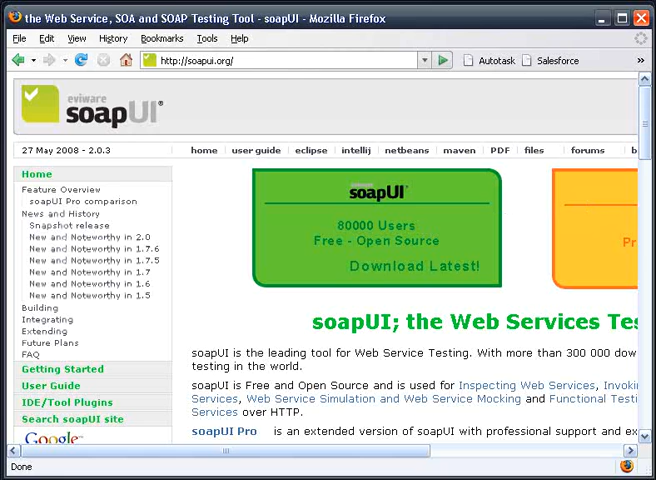 the Web Service, SOA and SOAP Testing Tool - soapUI - Mozilla Firefox
File Edit View History Bookmarks Tools Help
http://soapui.org/ Autotask Salesforce »
eviware
soapUI®
27 May 2008 - 2.0.3
home user guide eclipse intellij netbeans maven PDF files forums b
Home
Feature Overview
soapUI Pro comparison
News and History
Snapshot release
New and Noteworthy in 2.0
New and Noteworthy in 1.7.6
New and Noteworthy in 1.7.5
New and Noteworthy in 1.7
New and Noteworthy in 1.6
New and Noteworthy in 1.5
Building
Integrating
Extending
Future Plans
FAQ
Getting Started
User Guide
IDE/Tool Plugins
Search soapUI site
Google
eviware
soapUI
80000 Users
Free - Open Source
Download Latest!
Pr
soapUI; the Web Services Tes
soapUI is the leading tool for Web Service Testing. With more than 300 000 dow
testing in the world.
soapUI is Free and Open Source and is used for Inspecting Web Services, Invoki
Services, Web Service Simulation and Web Service Mocking and Functional Testi
Services over HTTP.
soapUI Pro is an extended version of soapUI with professional support and ex
Done